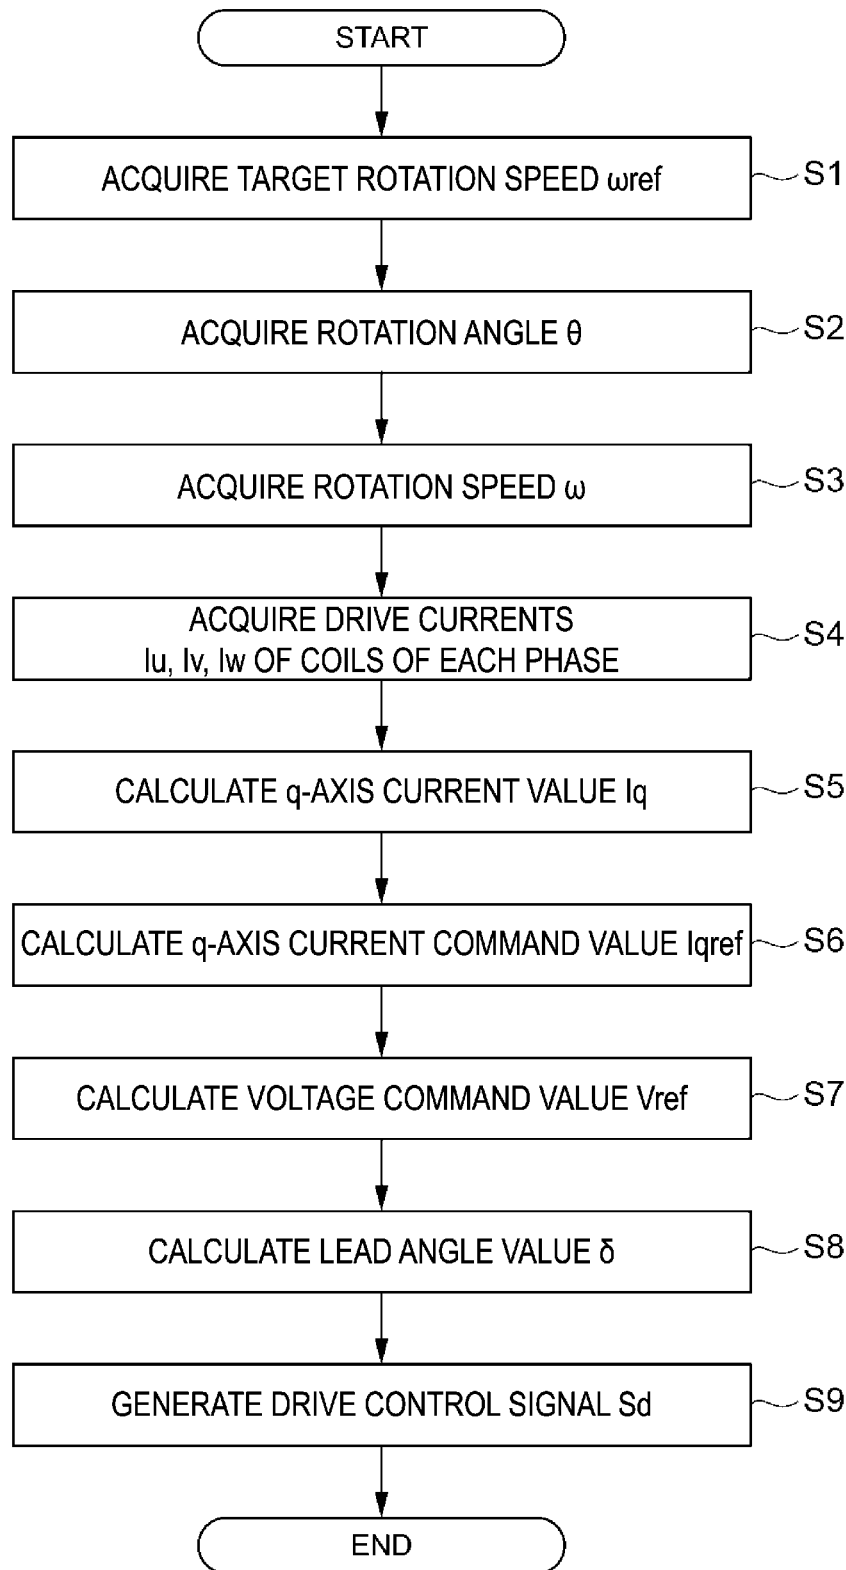 START
ACQUIRE TARGET ROTATION SPEED ωref
S1
ACQUIRE ROTATION ANGLE θ
S2
ACQUIRE ROTATION SPEED ω
S3
ACQUIRE DRIVE CURRENTS
Iu, Iv, Iw OF COILS OF EACH PHASE
S4
CALCULATE q-AXIS CURRENT VALUE Iq
S5
CALCULATE q-AXIS CURRENT COMMAND VALUE Iqref
S6
CALCULATE VOLTAGE COMMAND VALUE Vref
S7
CALCULATE LEAD ANGLE VALUE δ
S8
GENERATE DRIVE CONTROL SIGNAL Sd
S9
END